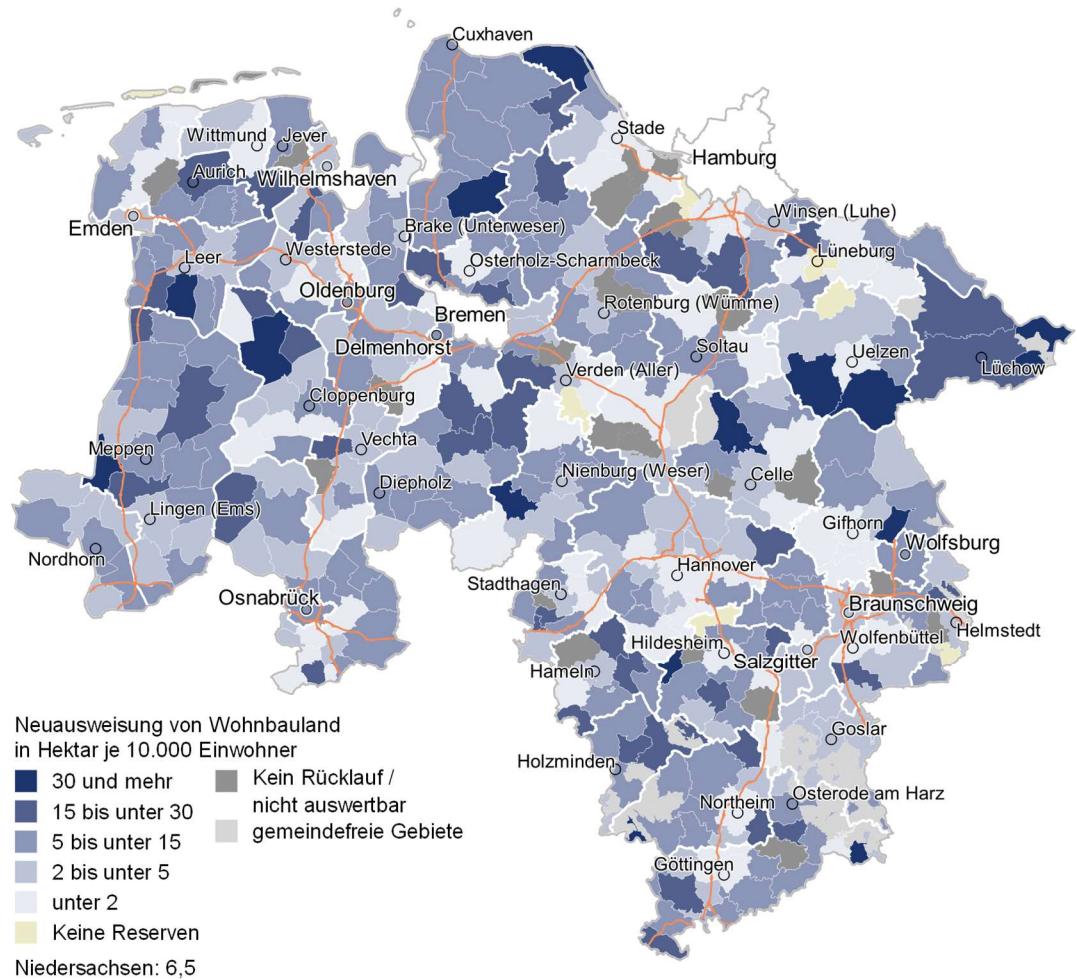 Cuxhaven
Wittmund
Jever
Stade
Hamburg
Aurich
Wilhelmshaven
Emden
Brake (Unterweser)
Winsen (Luhe)
Leer
Westerstede
Osterholz-Scharmbeck
Lüneburg
Oldenburg
Rotenburg (Wümme)
Bremen
Delmenhorst
Soltau
Uelzen
Verden (Aller)
Lüchow
Cloppenburg
Meppen
Vechta
Nienburg (Weser)
Celle
Diepholz
Lingen (Ems)
Gifhorn
Nordhorn
Wolfsburg
Hannover
Stadthagen
Osnabrück
Braunschweig
Helmstedt
Hildesheim
Salzgitter
Wolfenbüttel
Hameln
Goslar
Holzminden
Northeim
Osterode am Harz
Göttingen
Neuausweisung von Wohnbauland
in Hektar je 10.000 Einwohner
30 und mehr
15 bis unter 30
5 bis unter 15
2 bis unter 5
unter 2
Keine Reserven
Kein Rücklauf /
nicht auswertbar
gemeindefreie Gebiete
Niedersachsen: 6,5